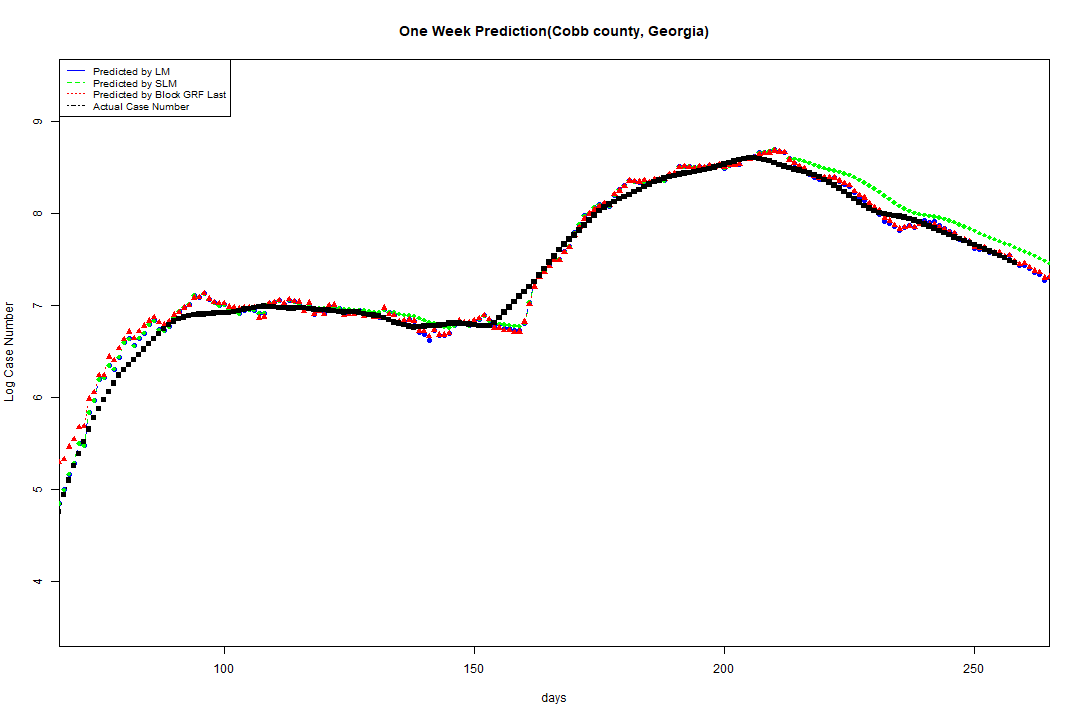 One Week Prediction(Cobb county, Georgia)
Predicted by LM
Predicted by SLM
Predicted by Block GRF Last
Actual Case Number
9
8
7
6
5
4
Log Case Number
100
150
200
250
days